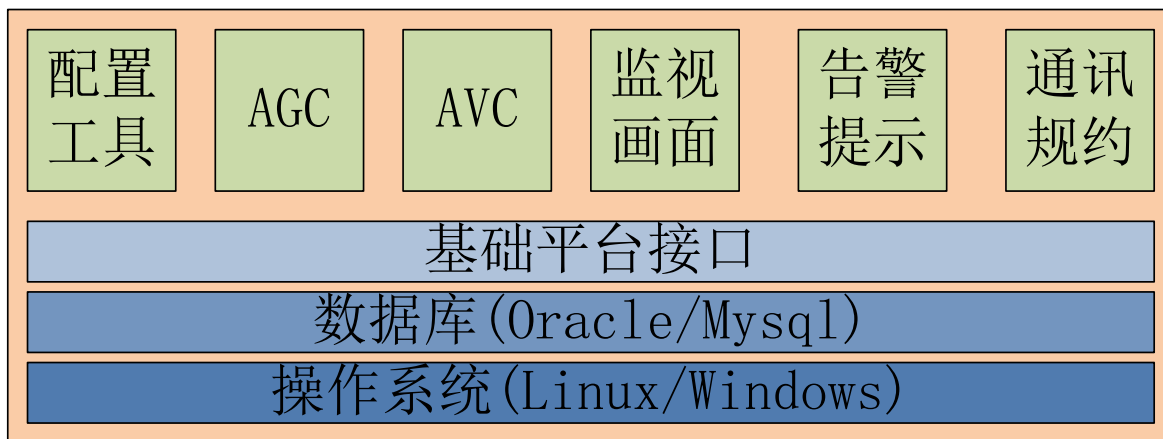 配置
工具
AGC
AVC
监视
画面
告警
提示
通讯
规约
基础平台接口
数据库(Oracle/Mysql)
操作系统(Linux/Windows)